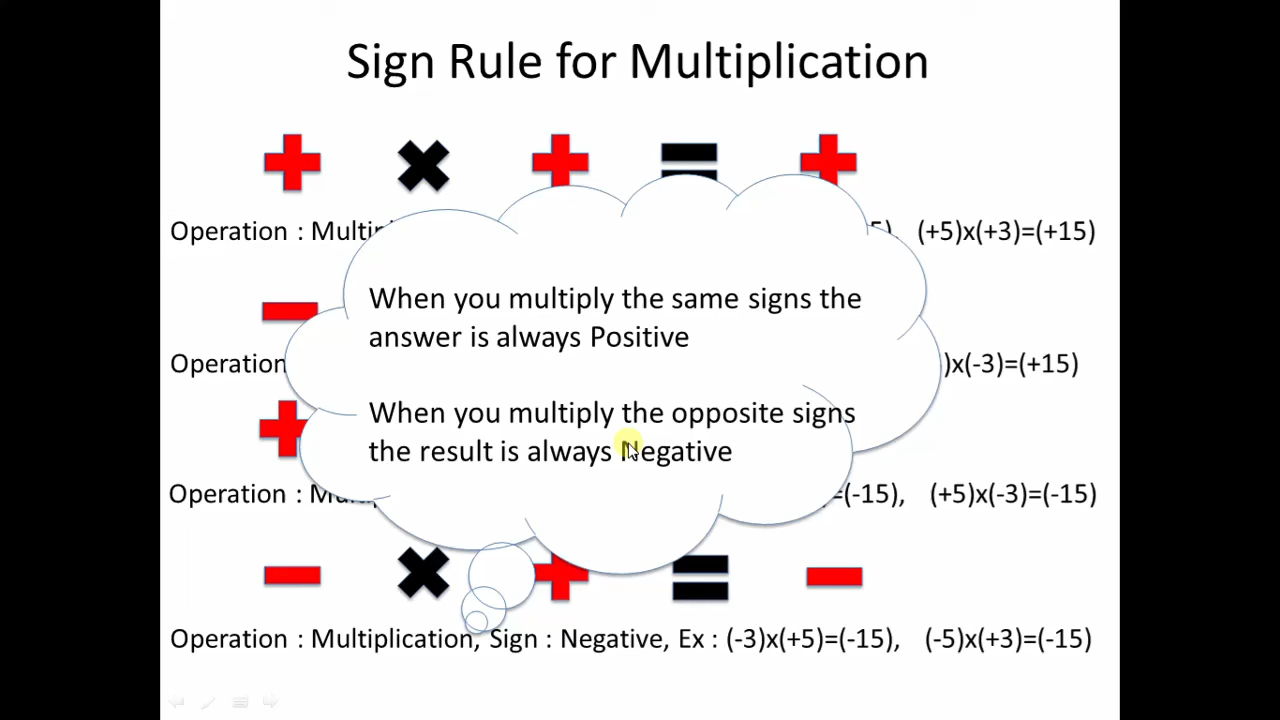 Sign Rule for Multiplication
Operation : 5), (+5)x(+3)=(+15)
When you multiply the same signs the
answer is always Positive
Operation )x(-3)=(+15)
When you multiply the opposite signs
the result is always Negative
Operation : =(-15), (+5)x(-3)=(-15)
Operation : Multiplication, Sign : Negative, Ex : (-3)x(+5)=(-15), (-5)x(+3)=(-15)